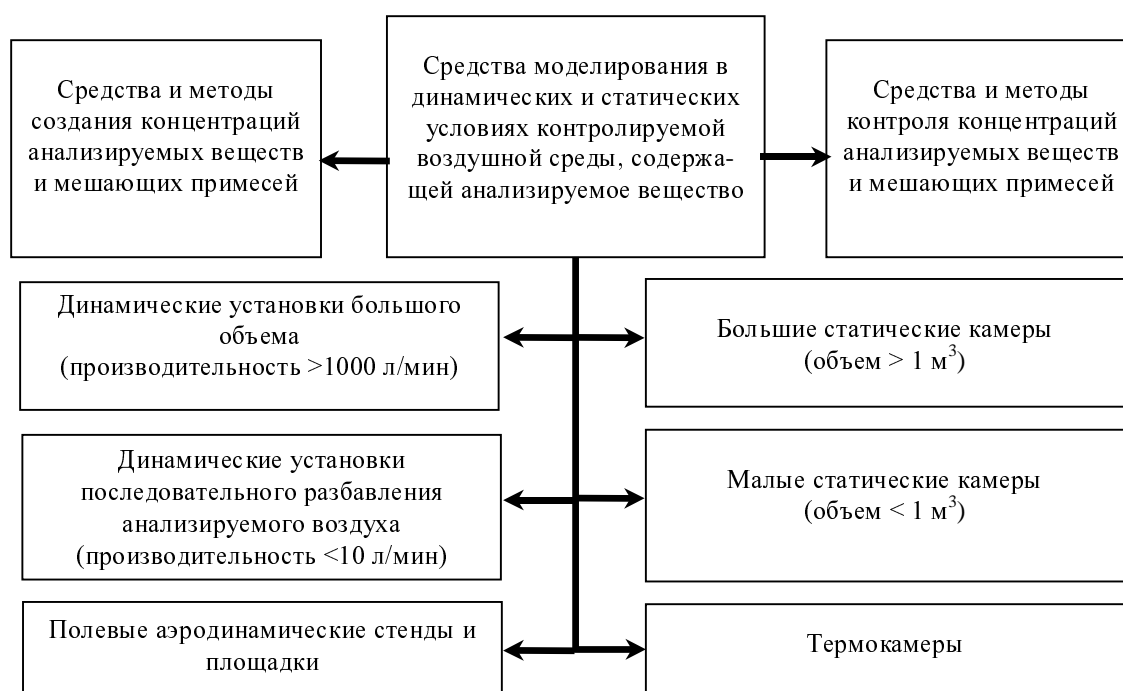 Средства и методы
создания концентраций
анализируемых веществ
и мешающих примесей
Средства моделирования в
динамических и статических
условиях контролируемой
воздушной среды, содержа-
щей анализируемое вещество
Средства и методы
контроля концентраций
анализируемых веществ
и мешающих примесей
Динамические установки большого
объема
(производительность >1000 л/мин)
Большие статические камеры
(объем > 1 м³)
Динамические установки
последовательного разбавления
анализируемого воздуха
(производительность <10 л/мин)
Малые статические камеры
(объем < 1 м³)
Полевые аэродинамические стенды и
площадки
Термокамеры